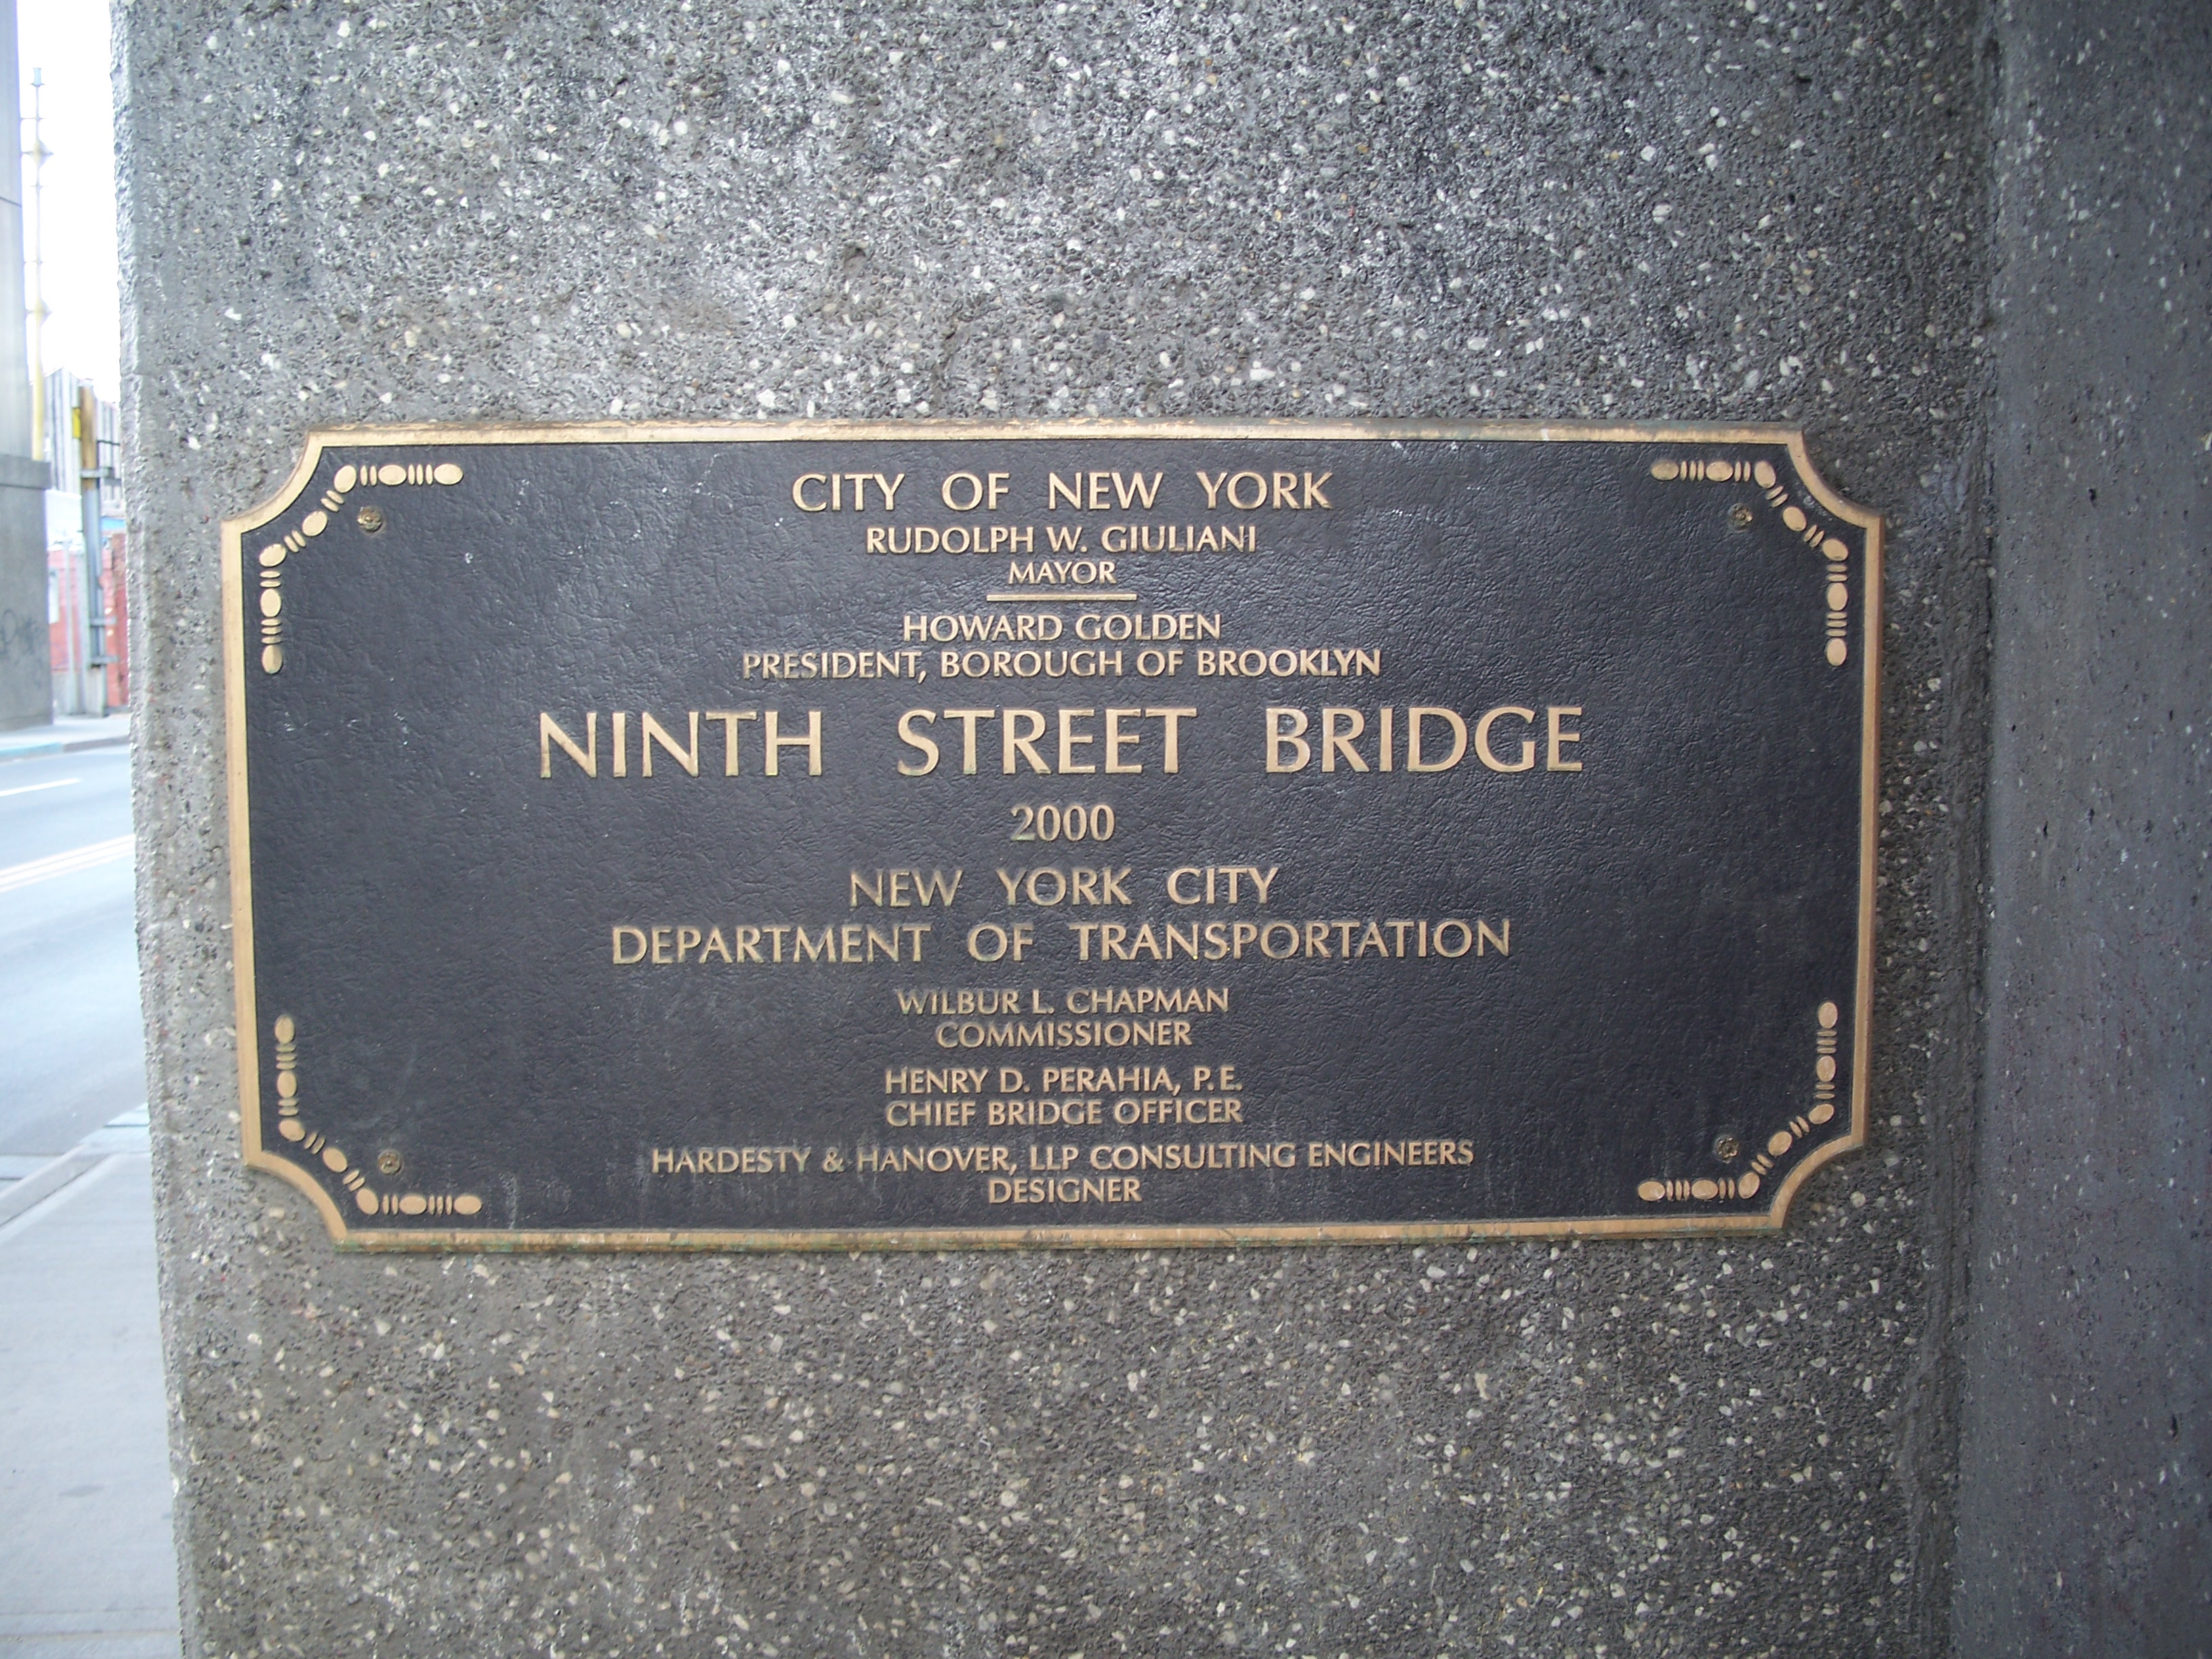 CITY OF NEW YORK
RUDOLPH W. GIULIANI
MAYOR
HOWARD GOLDEN
PRESIDENT, BOROUGH OF BROOKLYN
NINTH STREET BRIDGE
2000
NEW YORK CITY
DEPARTMENT OF TRANSPORTATION
WILBUR L. CHAPMAN
COMMISSIONER
HENRY D. PERAHIA, P.E.
CHIEF BRIDGE OFFICER
HARDESTY & HANOVER, LLP CONSULTING ENGINEERS
DESIGNER